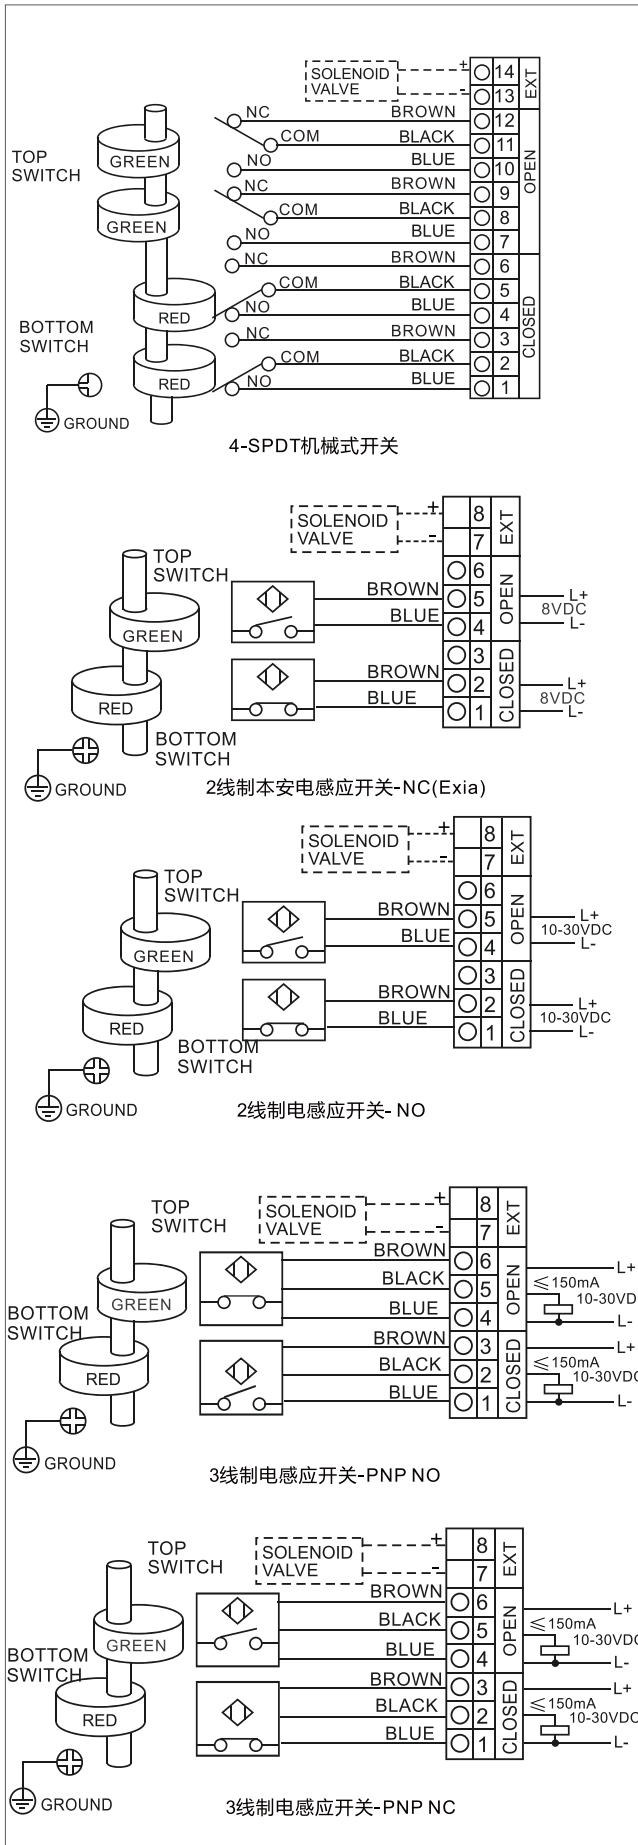 SOLENOID
VALVE
+
-
14
13
EXT
NC
BROWN
12
COM
BLACK
11
NO
BLUE
10
OPEN
TOP
SWITCH
GREEN
NC
BROWN
9
COM
BLACK
8
NO
BLUE
7
GREEN
NC
BROWN
6
COM
BLACK
5
NO
BLUE
4
CLOSED
RED
BOTTOM
SWITCH
NC
BROWN
3
COM
BLACK
2
NO
BLUE
1
RED
GROUND
4-SPDT机械式开关
SOLENOID
VALVE
+
-
8
7
EXT
TOP
SWITCH
6
BROWN
5
BLUE
4
OPEN
L+
8VDC
L-
GREEN
3
BROWN
2
BLUE
1
CLOSED
L+
8VDC
L-
RED
BOTTOM
SWITCH
GROUND
2线制本安电感应开关-NC(Exia)
SOLENOID
VALVE
+
-
8
7
EXT
TOP
SWITCH
6
BROWN
5
BLUE
4
OPEN
L+
10-30VDC
L-
GREEN
3
BROWN
2
BLUE
1
CLOSED
L+
10-30VDC
L-
RED
BOTTOM
SWITCH
GROUND
2线制电感应开关- NO
TOP
SWITCH
SOLENOID
VALVE
+
-
8
7
EXT
BROWN
6
BLACK
5
BLUE
4
OPEN
L+
≤150mA
10-30VD
L-
GREEN
BOTTOM
SWITCH
BROWN
3
BLACK
2
BLUE
1
CLOSED
L+
≤150mA
10-30VDC
L-
RED
GROUND
3线制电感应开关-PNP NO
TOP
SWITCH
SOLENOID
VALVE
+
-
8
7
EXT
BROWN
6
BLACK
5
BLUE
4
OPEN
L+
≤150mA
10-30VDC
L-
GREEN
BOTTOM
SWITCH
BROWN
3
BLACK
2
BLUE
1
CLOSED
L+
≤150mA
10-30VDC
L-
RED
GROUND
3线制电感应开关-PNP NC